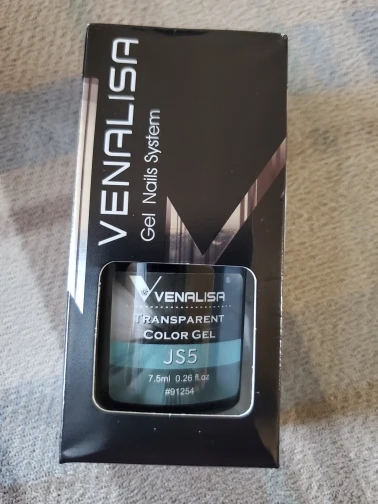 VENALISA
Gel Nails System
VENALISA ®
TRANSPARENT
COLOR GEL
JS5
7.5ml 0.26 fl.oz
#91254